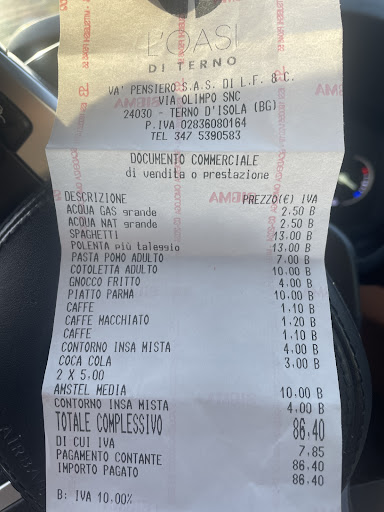 L'OASI
DI TERNO
VA' PENSIERO S.A.S. DI L.F. & C.
VIA OLIMPO SNC
24030 - TERNO D'ISOLA (BG)
P.IVA 02836080164
TEL 347 5390583
DOCUMENTO COMMERCIALE
di vendita o prestazione
DESCRIZIONE PREZZO(€) IVA
ACQUA GAS grande 2,50 B
ACQUA NAT grande 2,50 B
SPAGHETTI 13,00 B
POLENTA più taleggio 13,00 B
PASTA POMO ADULTO 7,00 B
COTOLETTA ADULTO 10,00 B
GNOCCO FRITTO 4,00 B
PIATTO PARMA 10,00 B
CAFFE 1,10 B
CAFFE MACCHIATO 1,20 B
CAFFE 1,10 B
CONTORNO INSA MISTA 4,00 B
COCA COLA 3,00 B
2 X 5,00
AMSTEL MEDIA 10,00 B
CONTORNO INSA MISTA 4,00 B
TOTALE COMPLESSIVO 86,40
DI CUI IVA 7,85
PAGAMENTO CONTANTE 86,40
IMPORTO PAGATO 86,40
B: IVA 10,00%